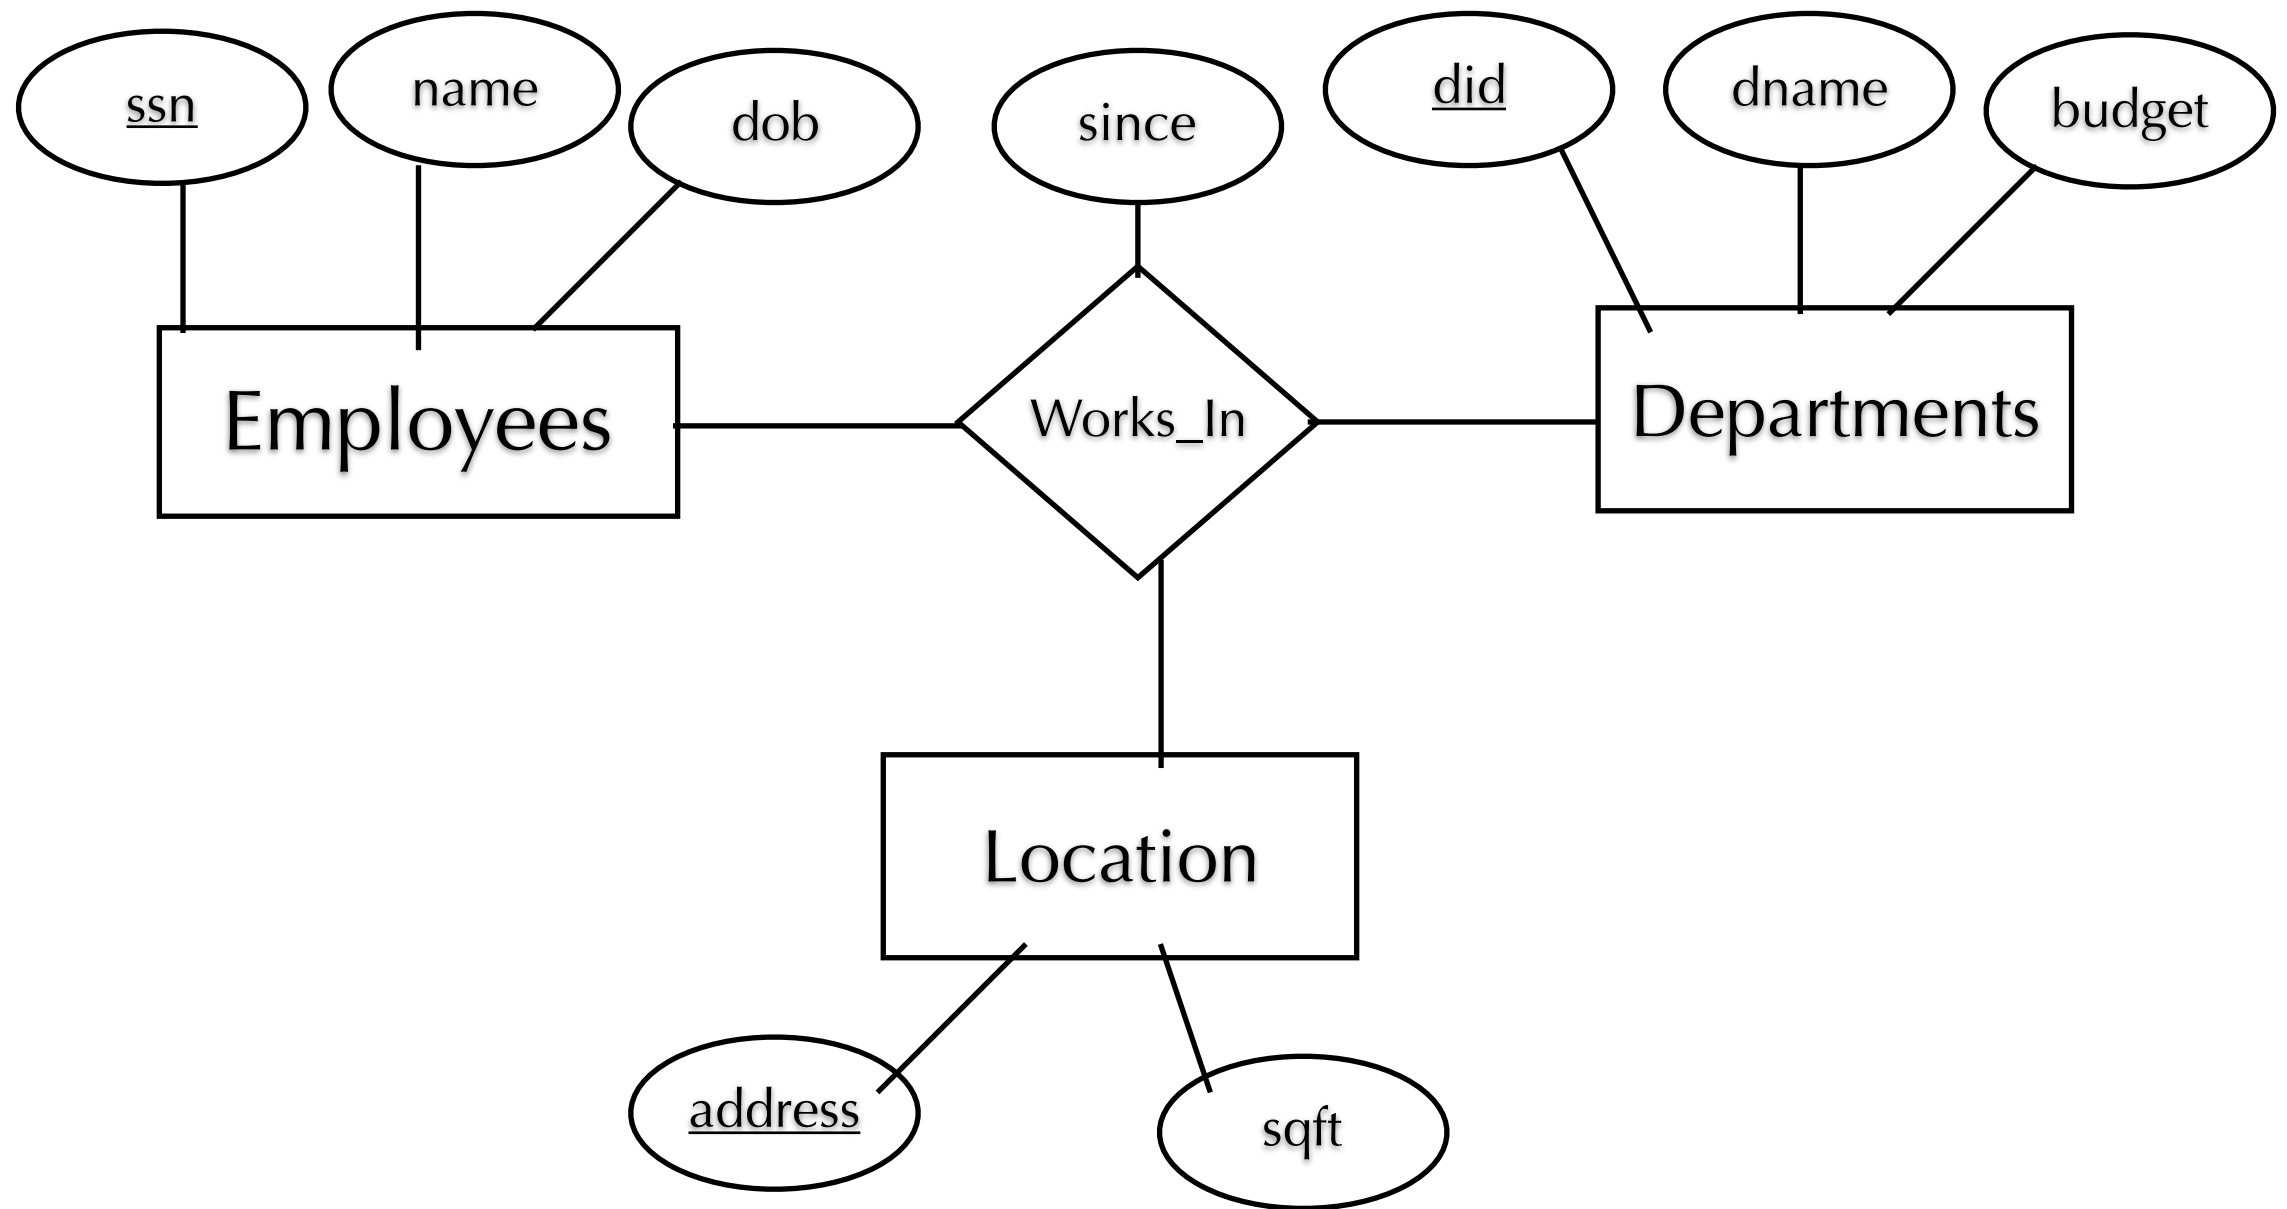 ssn
name
dob
since
did
dname
budget
Employees
Works_In
Departments
Location
address
sqft